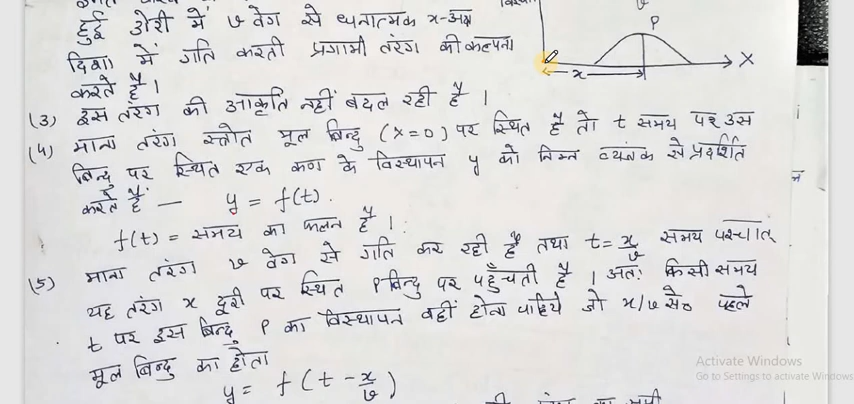 हुई डोरी में v वेग से धनात्मक x-अक्ष
दिशा में गति करती प्रगामी तरंग की कल्पना
करते हैं।
(3) इस तरंग की आकृति नहीं बदल रही है।
(4) माना तरंग स्त्रोत मूल बिन्दु (x=0) पर स्थित है तो t समय पर उस
बिन्दु पर स्थित एक कण के विस्थापन y को निम्न व्यंजक से प्रदर्शित
करते हैं — y = f(t).
f(t) = समय का फलन है।
(5) माना तरंग v वेग से गति कर रही है तथा t = x/v समय पश्चात्
यह तरंग x दूरी पर स्थित P बिन्दु पर पहुँचती है। अतः किसी समय
t पर इस बिन्दु P का विस्थापन वही होना चाहिये जो x/v से० पहले
मूल बिन्दु का होता
y = f(t - x/v)
v
P
x
X
Activate Windows
Go to Settings to activate Windows